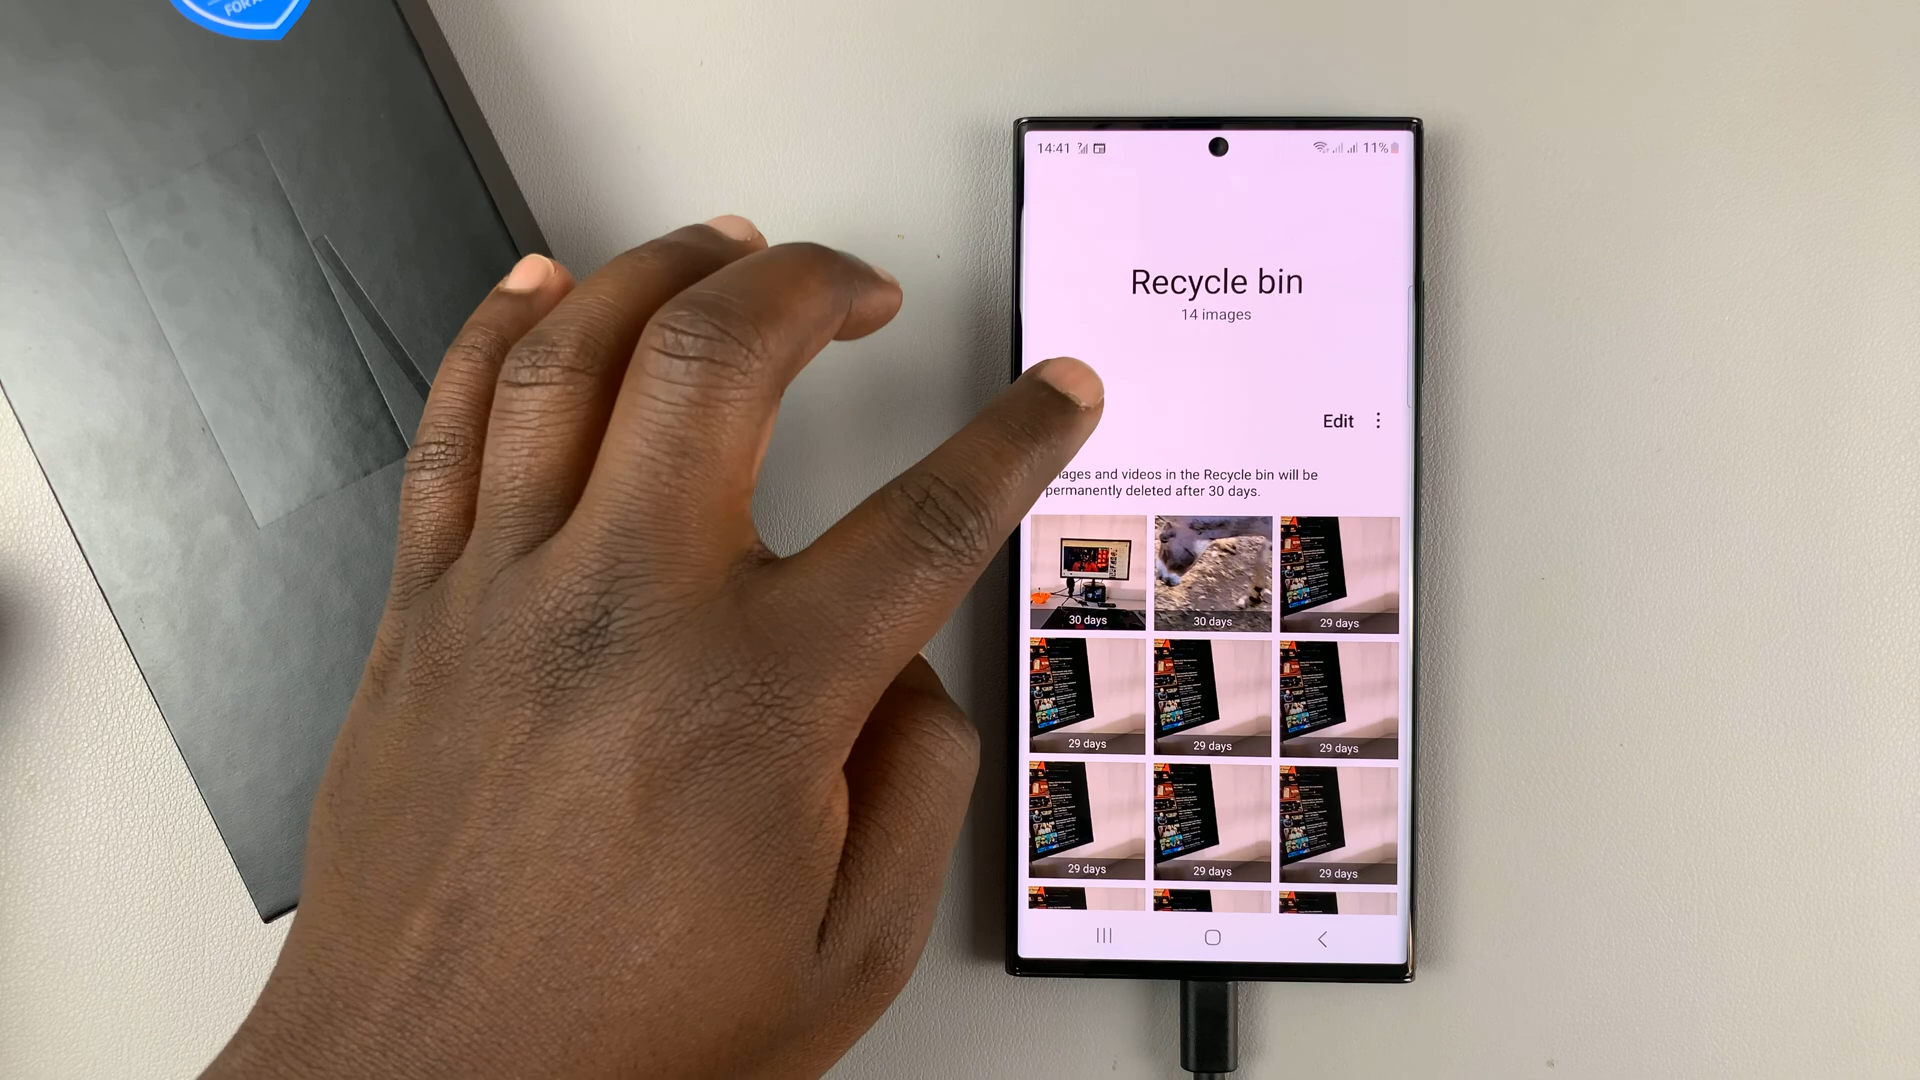 FOR
14:41
11%
Recycle bin
14 images
Edit
ages and videos in the Recycle bin will be
permanently deleted after 30 days.
30 days
30 days
29 days
29 days
29 days
29 days
29 days
29 days
29 days